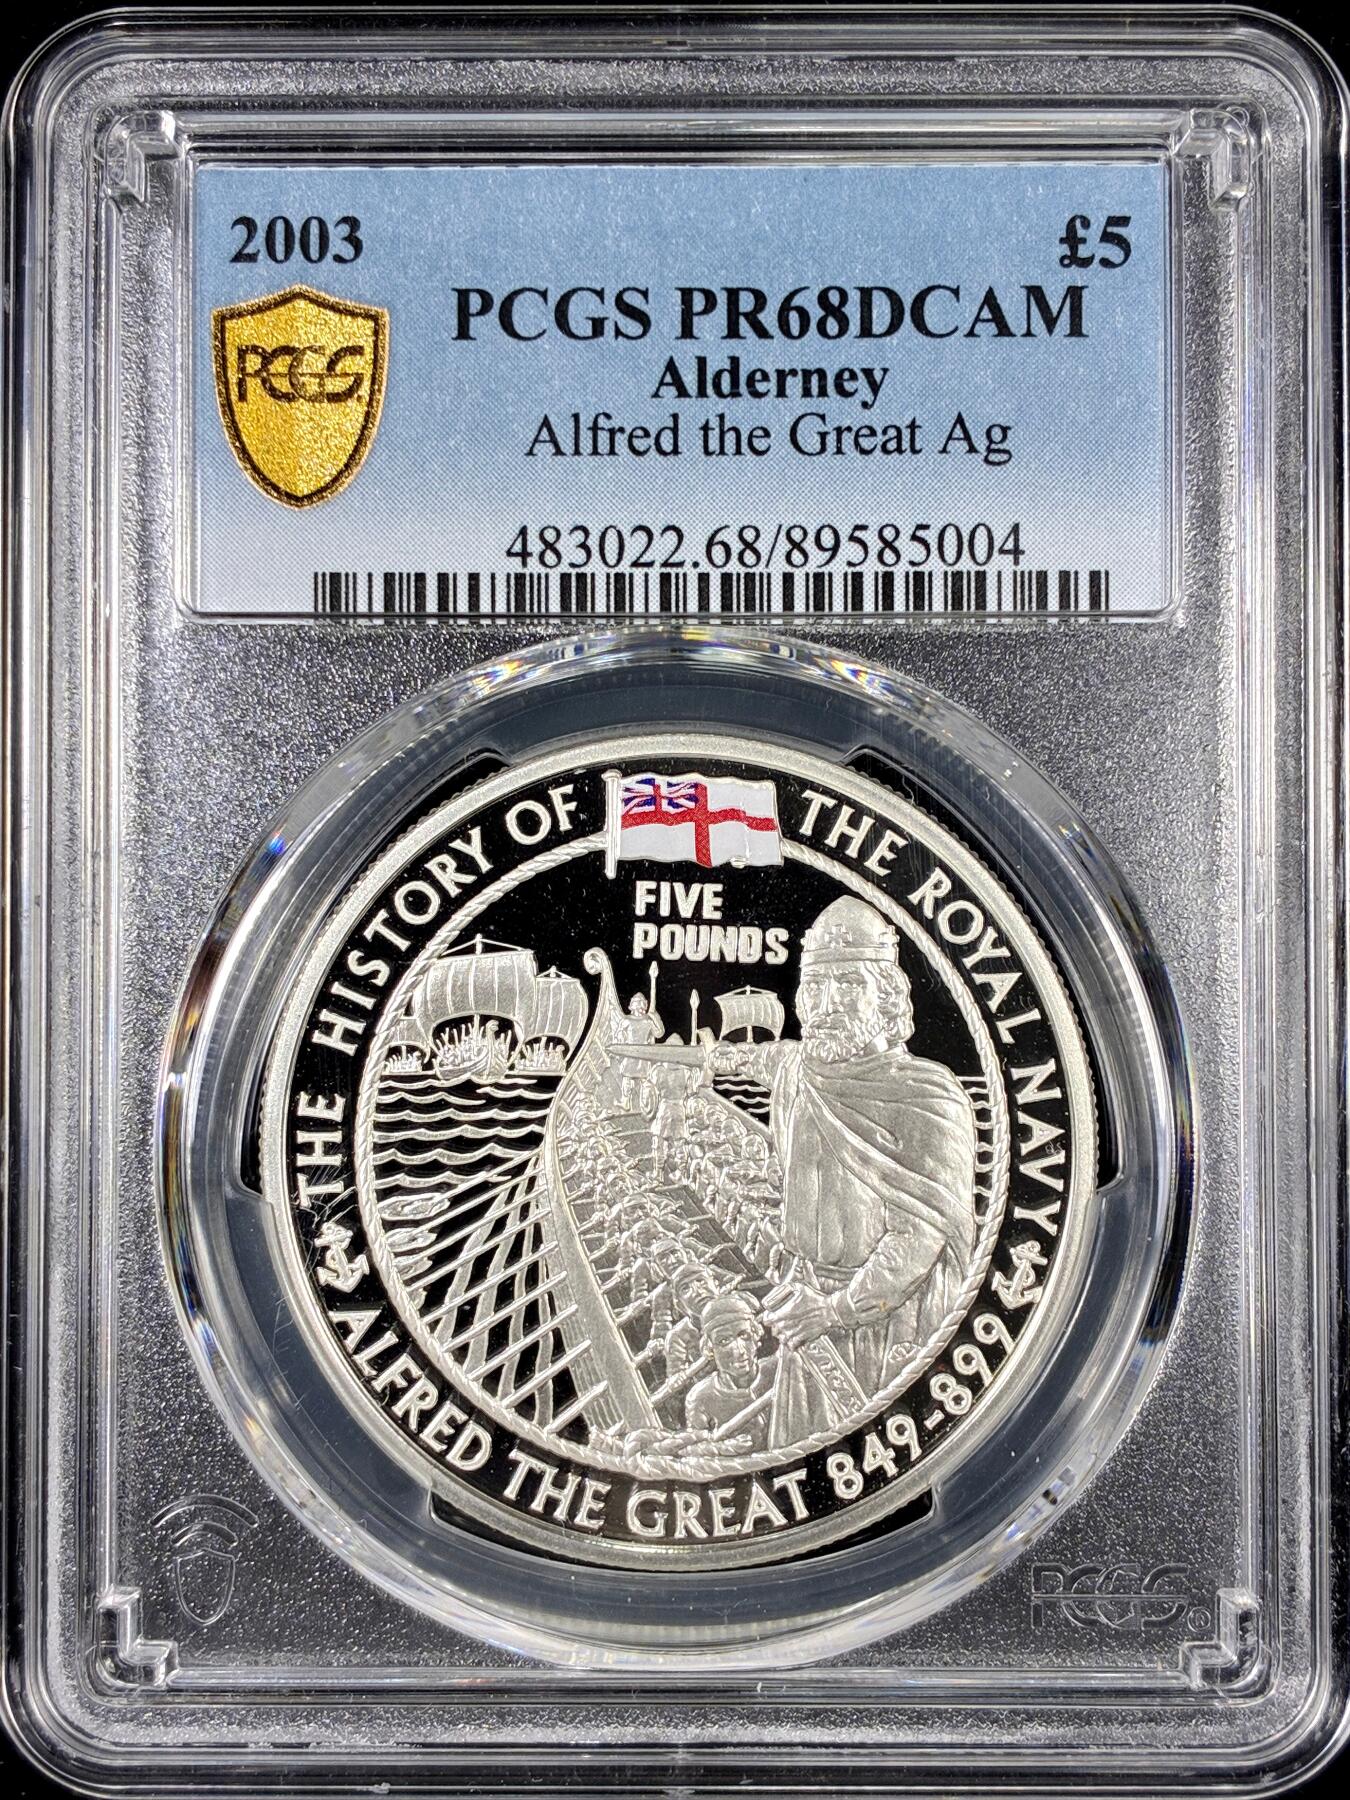 2003
£5
PCGS PR68DCAM
Alderney
Alfred the Great Ag
483022.68/89585004
PCGS
THE HISTORY OF THE ROYAL NAVY
FIVE
POUNDS
ALFRED THE GREAT 849-899
PCGS